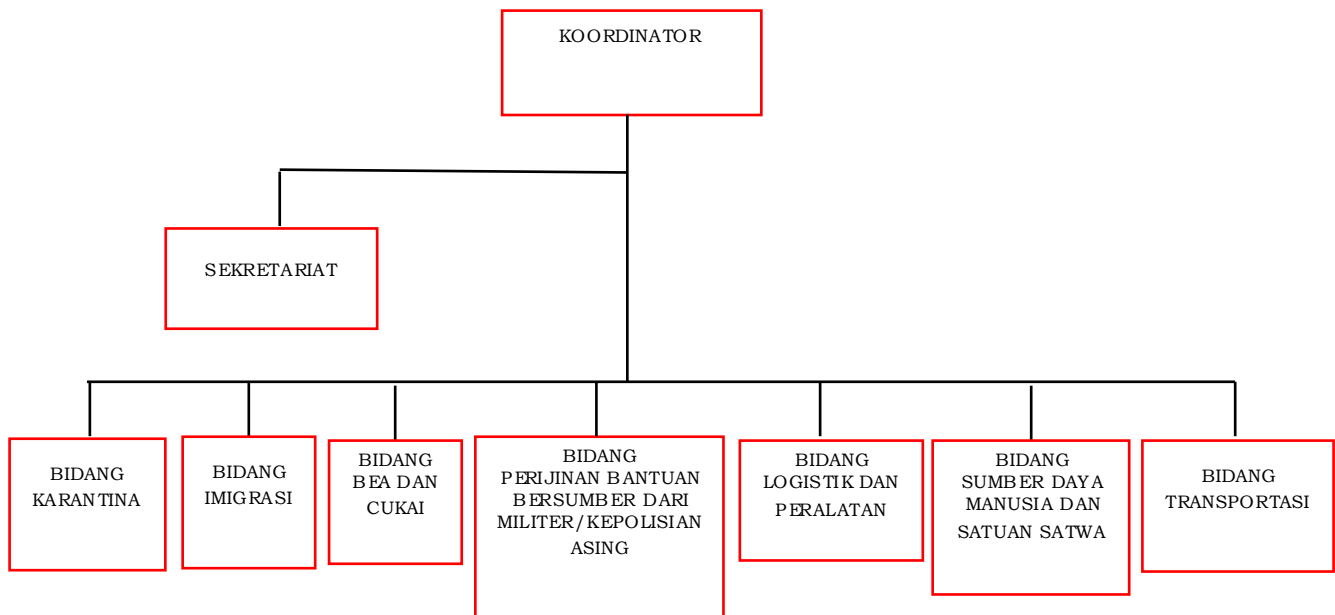 KOORDINATOR
SEKRETARIAT
BIDANG
KARANTINA
BIDANG
IMIGRASI
BIDANG
BEA DAN
CUKAI
BIDANG
PERIJINAN BANTUAN
BERSUMBER DARI
MILITER/KEPOLISIAN
ASING
BIDANG
LOGISTIK DAN
PERALATAN
BIDANG
SUMBER DAYA
MANUSIA DAN
SATUAN SATWA
BIDANG
TRANSPORTASI